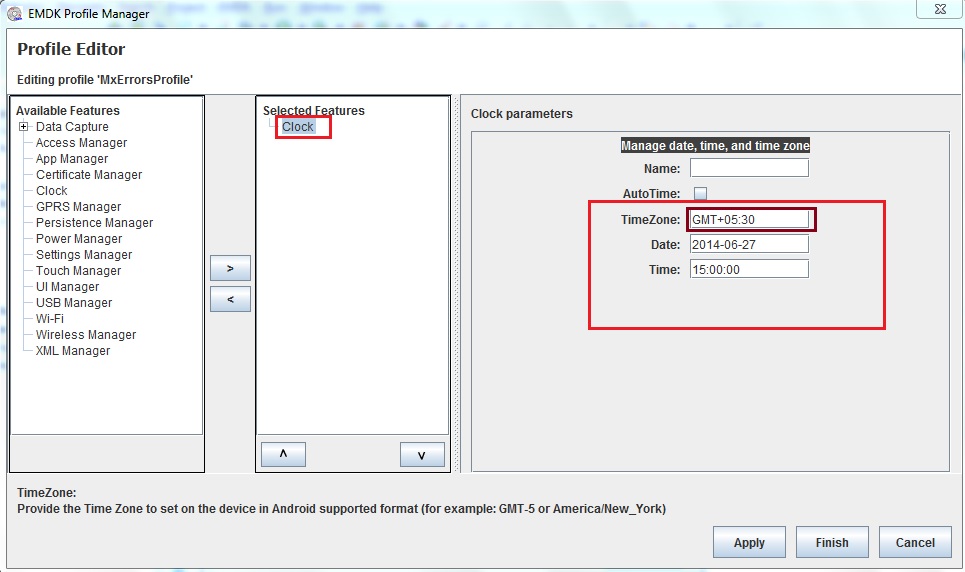 EMDK Profile Manager
Profile Editor
Editing profile 'MxErrorsProfile'
Available Features
Data Capture
Access Manager
App Manager
Certificate Manager
Clock
GPRS Manager
Persistence Manager
Power Manager
Settings Manager
Touch Manager
UI Manager
USB Manager
Wi-Fi
Wireless Manager
XML Manager
>
<
Selected Features
Clock
^
v
Clock parameters
Manage date, time, and time zone
Name:
AutoTime:
TimeZone: GMT+05:30
Date: 2014-06-27
Time: 15:00:00
TimeZone:
Provide the Time Zone to set on the device in Android supported format (for example: GMT-5 or America/New_York)
Apply Finish Cancel